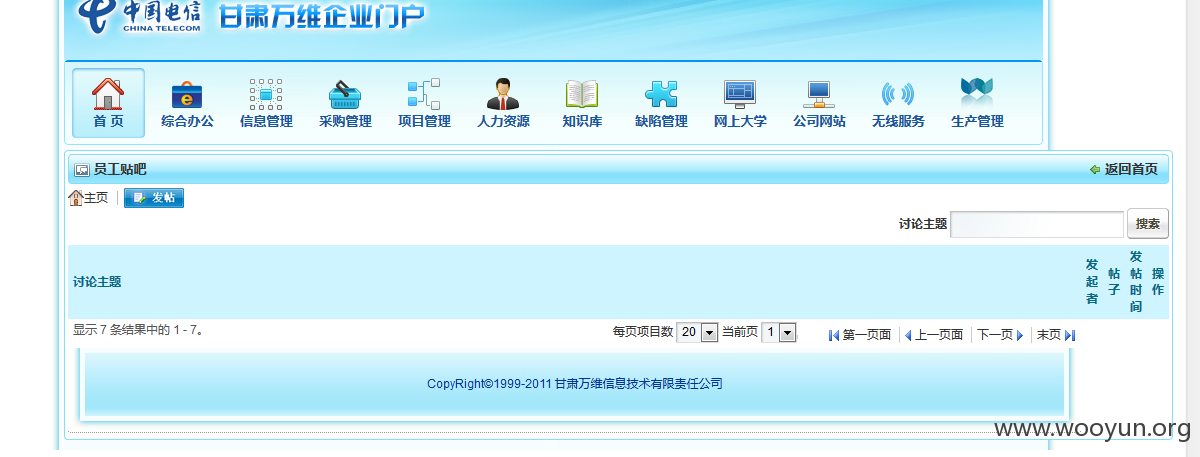 中国电信 甘肃万维企业门户
CHINA TELECOM
首 页 综合办公 信息管理 采购管理 项目管理 人力资源 知识库 缺陷管理 网上大学 公司网站 无线服务 生产管理
员工贴吧 返回首页
主页 发帖
讨论主题 搜索
讨论主题 发起者 帖子 发帖时间 操作
显示 7 条结果中的 1 - 7。 每页项目数 20 当前页 1 第一页面 上一页面 下一页 末页
CopyRight©1999-2011 甘肃万维信息技术有限责任公司
www.wooyun.org